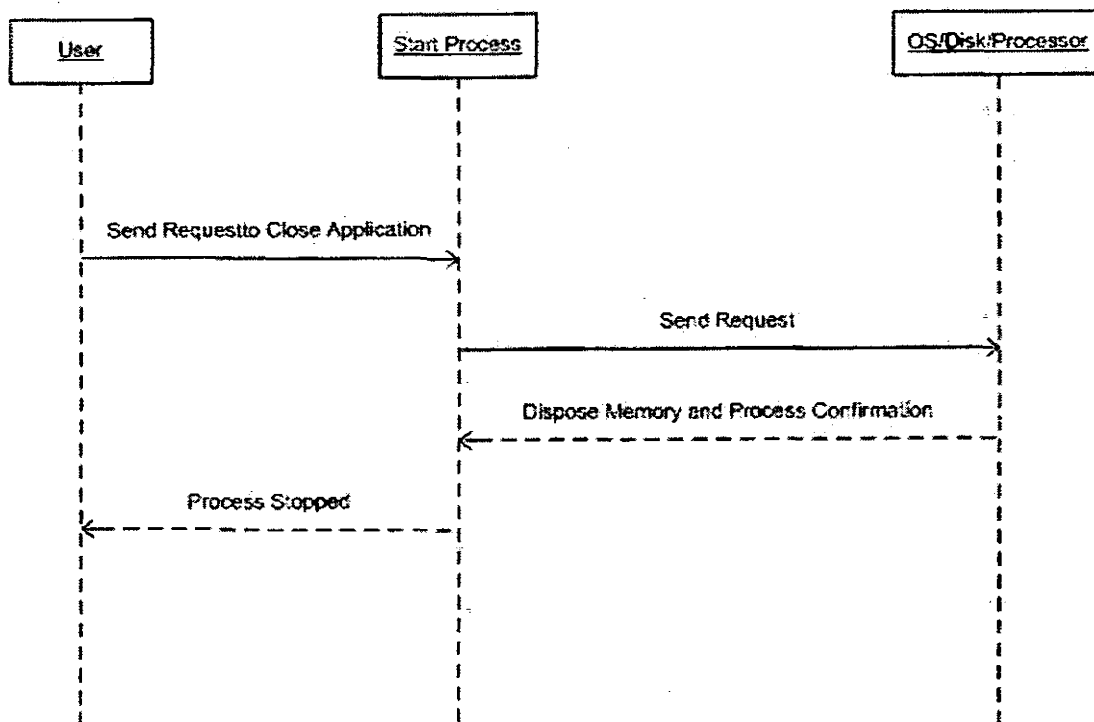 User
Start Process
OS/Disk/Processor
Send Requestto Close Application
Send Request
Dispose Memory and Process Confirmation
Process Stopped